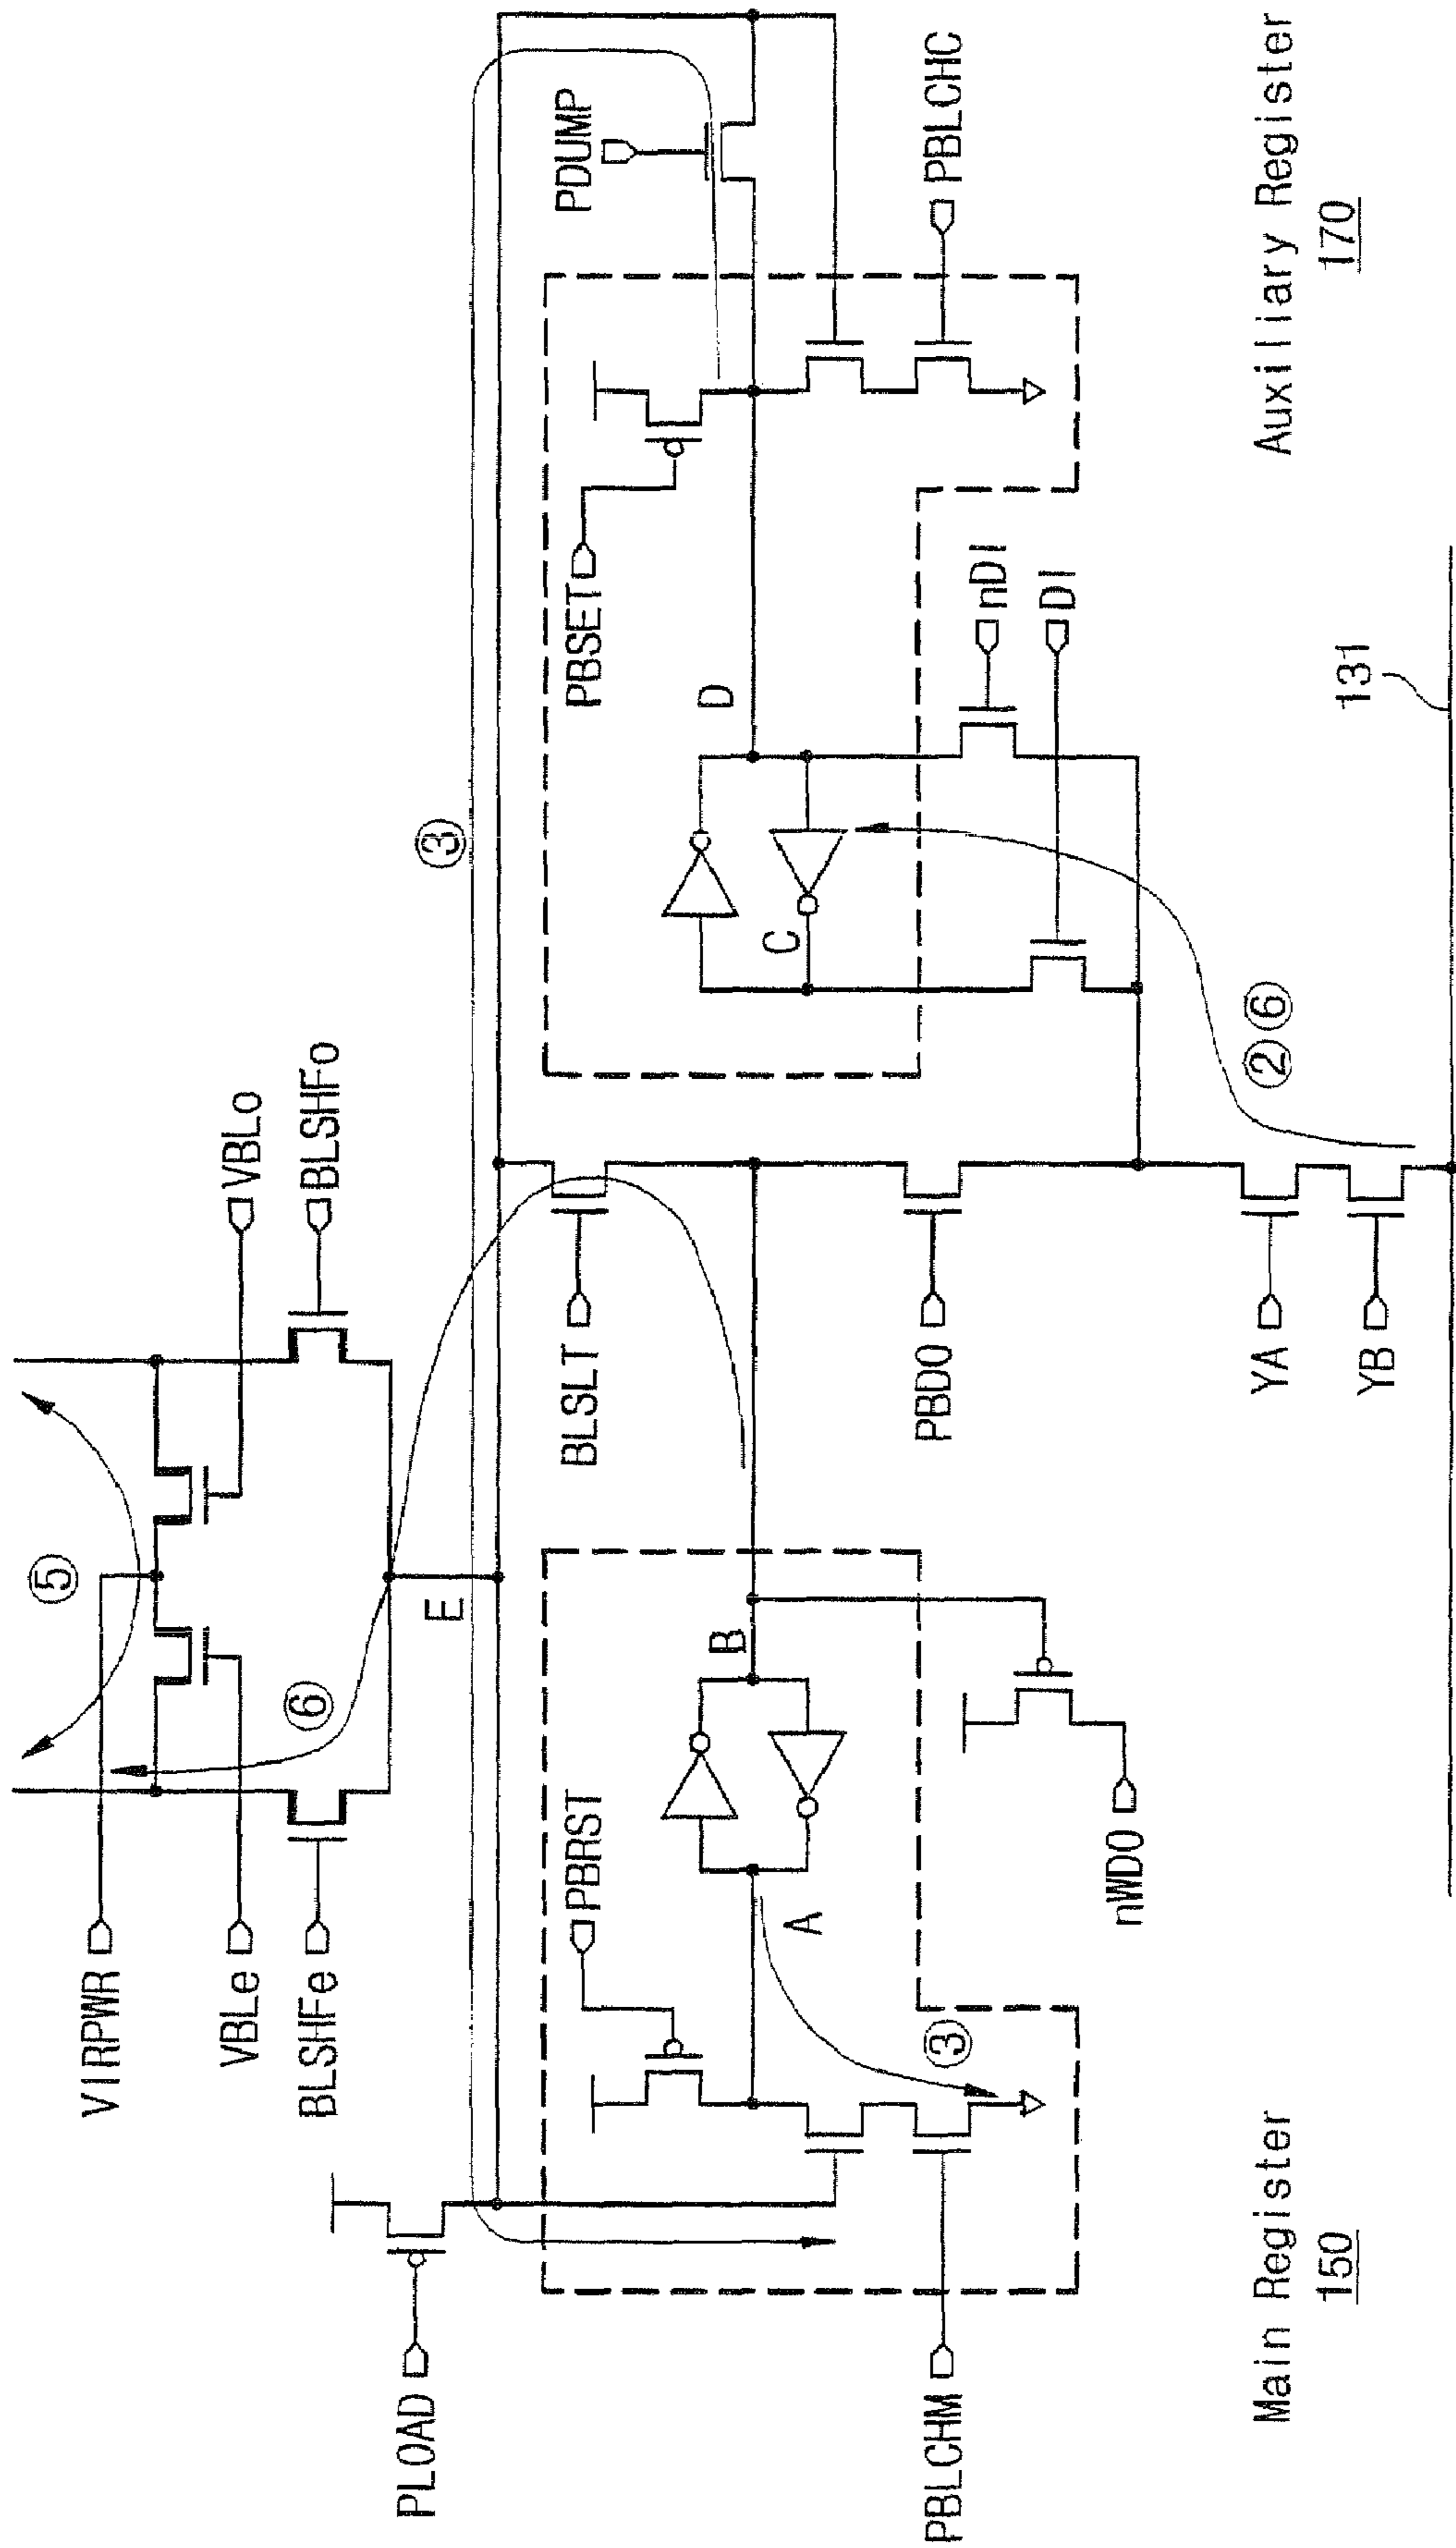 VIRPWR
VBLe
BLSHFe
⑤
⑥
VBLo
BLSHFo
E
③
PLOAD
PBLCHM
PBRST
A
B
③
nWDO
BLSLT
PBDO
YA
YB
②⑥
C
D
PBSET
PDUMP
PBLCHC
nDI
DI
131
Main Register
150
Auxiliary Register
170